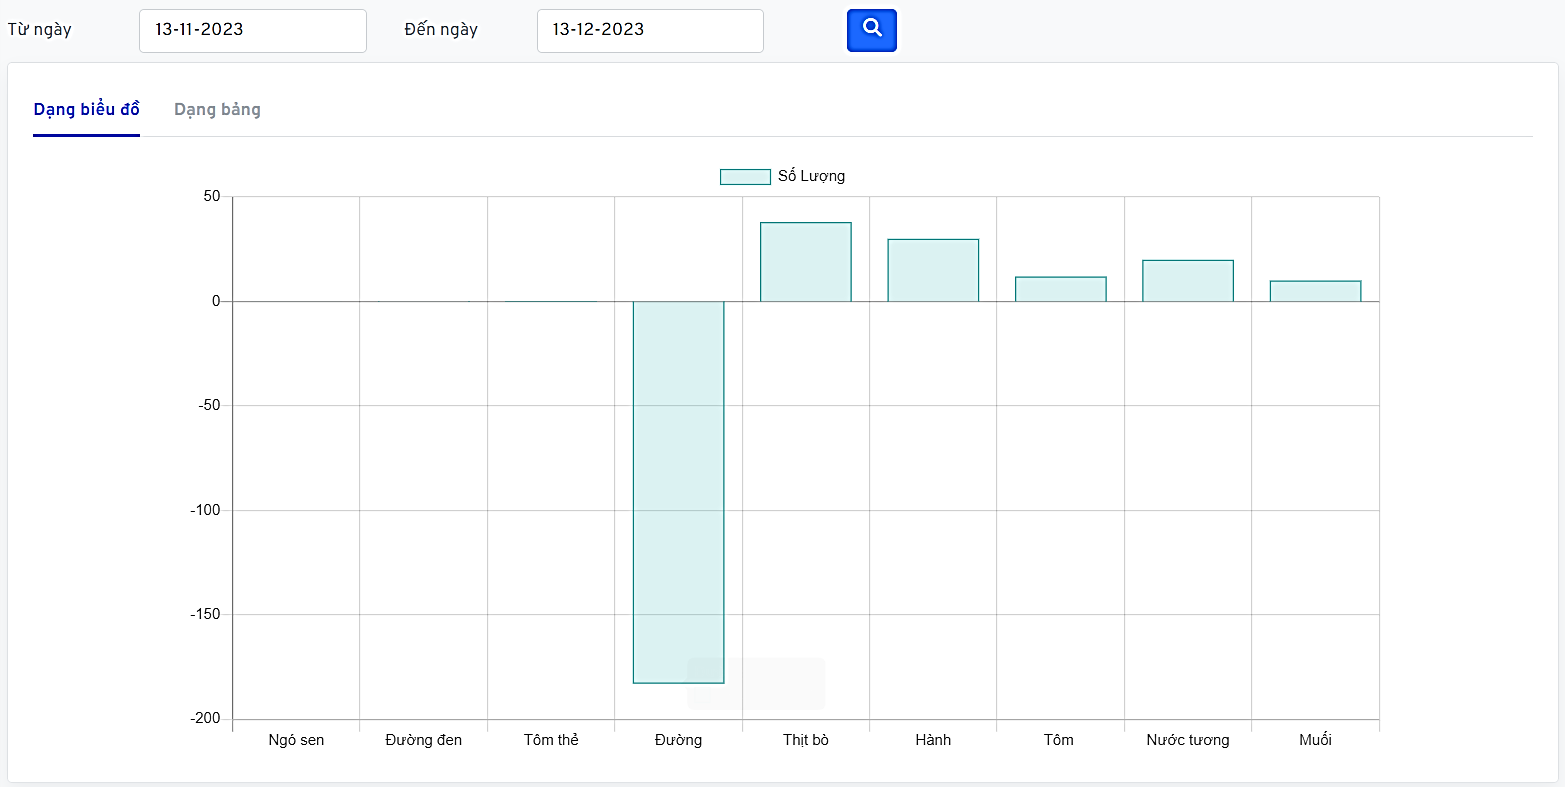 Từ ngày 13-11-2023 Đến ngày 13-12-2023
Dạng biểu đồ Dạng bảng
Số Lượng
50
0
-50
-100
-150
-200
Ngó sen Đường đen Tôm thẻ Đường Thịt bò Hành Tôm Nước tương Muối